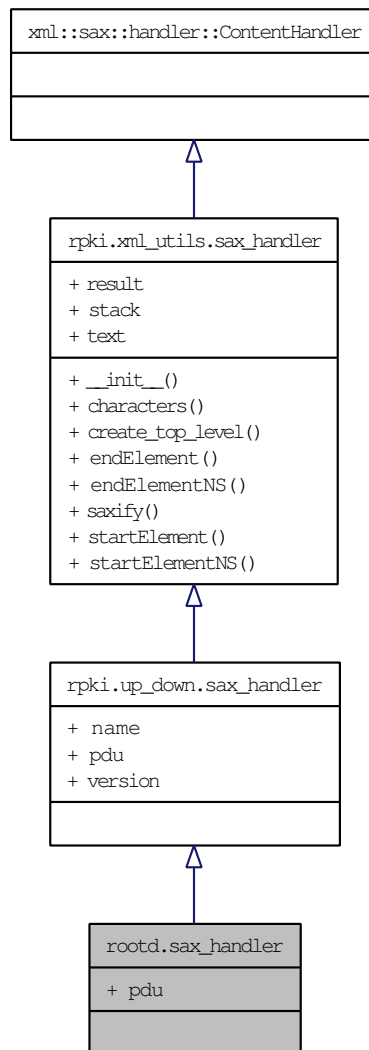 xml::sax::handler::ContentHandler
rpki.xml_utils.sax_handler
+ result
+ stack
+ text
+ __init__()
+ characters()
+ create_top_level()
+ endElement()
+ endElementNS()
+ saxify()
+ startElement()
+ startElementNS()
rpki.up_down.sax_handler
+ name
+ pdu
+ version
rootd.sax_handler
+ pdu